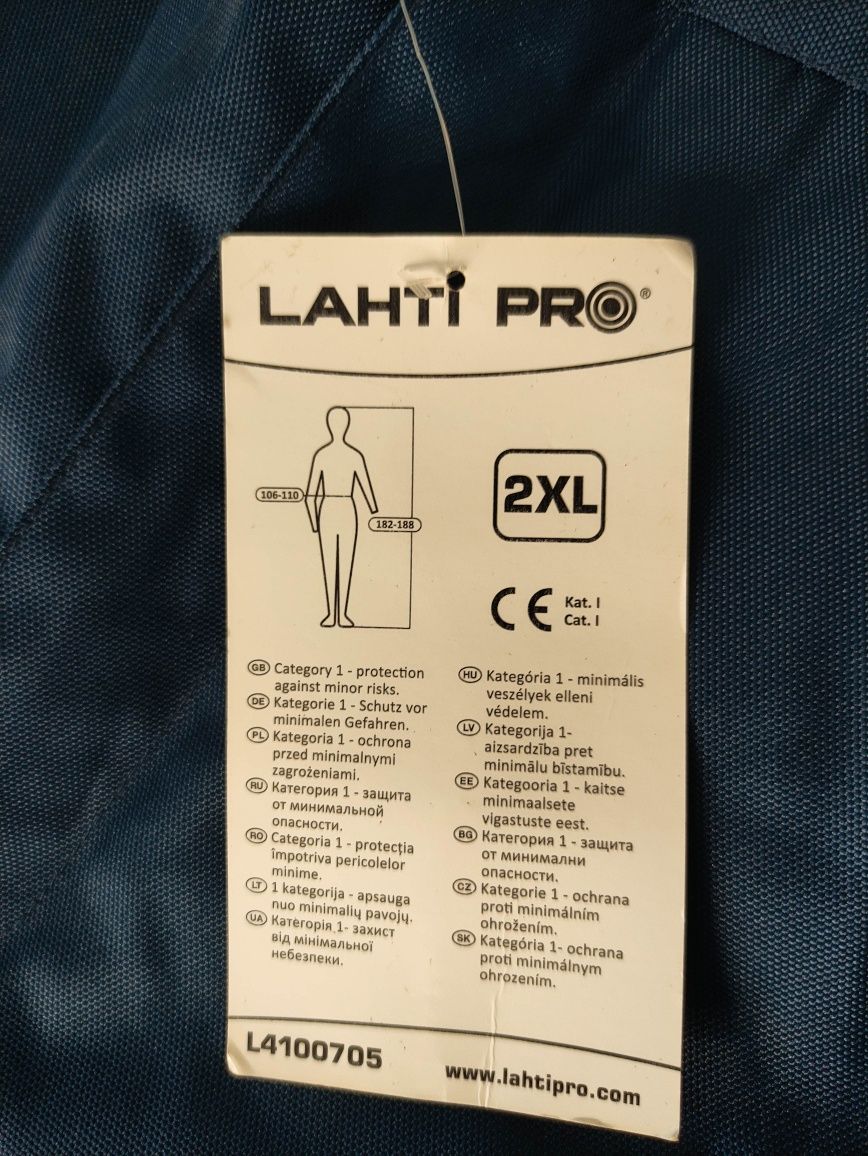 LAHTI PRO®
106-110
182-188
2XL
CE Kat. I
Cat. I
GB Category 1 - protection
against minor risks.
DE Kategorie 1 - Schutz vor
minimalen Gefahren.
PL Kategoria 1 - ochrona
przed minimalnymi
zagrożeniami.
RU Категория 1 - защита
от минимальной
опасности.
RO Categoria 1 - protecția
împotriva pericolelor
minime.
LT 1 kategorija - apsauga
nuo minimalių pavojų.
UA Категорія 1- захист
від мінімальної
небезпеки.
HU Kategória 1 - minimális
veszélyek elleni
védelem.
LV Kategorija 1-
aizsardzība pret
minimālu bīstamību.
EE Kategooria 1 - kaitse
minimaalsete
vigastuste eest.
BG Категория 1 - защита
от минимални
опасности.
CZ Kategorie 1 - ochrana
proti minimálním
ohrožením.
SK Kategória 1- ochrana
proti minimálnym
ohrozením.
L4100705
www.lahtipro.com